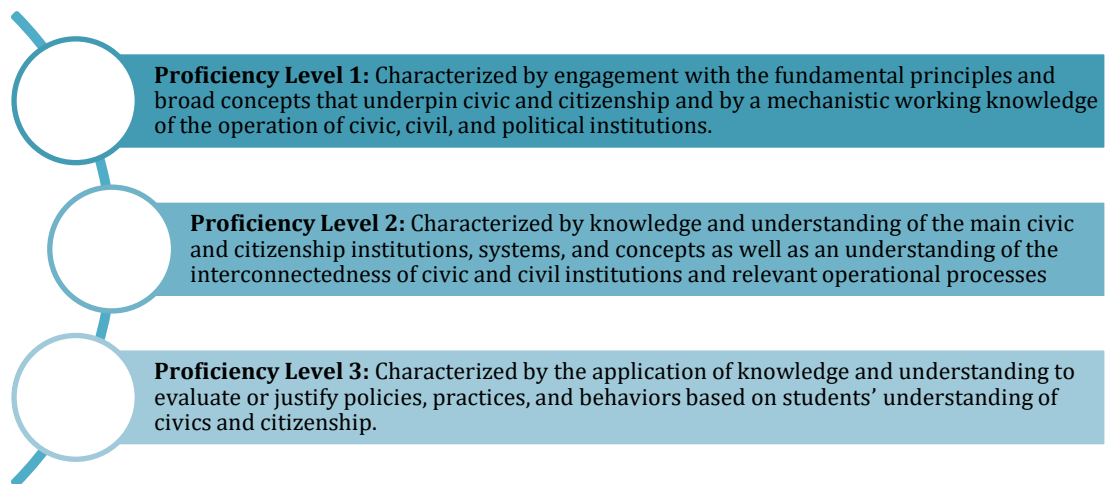 Proficiency Level 1: Characterized by engagement with the fundamental principles and
broad concepts that underpin civic and citizenship and by a mechanistic working knowledge
of the operation of civic, civil, and political institutions.
Proficiency Level 2: Characterized by knowledge and understanding of the main civic
and citizenship institutions, systems, and concepts as well as an understanding of the
interconnectedness of civic and civil institutions and relevant operational processes
Proficiency Level 3: Characterized by the application of knowledge and understanding to
evaluate or justify policies, practices, and behaviors based on students’ understanding of
civics and citizenship.